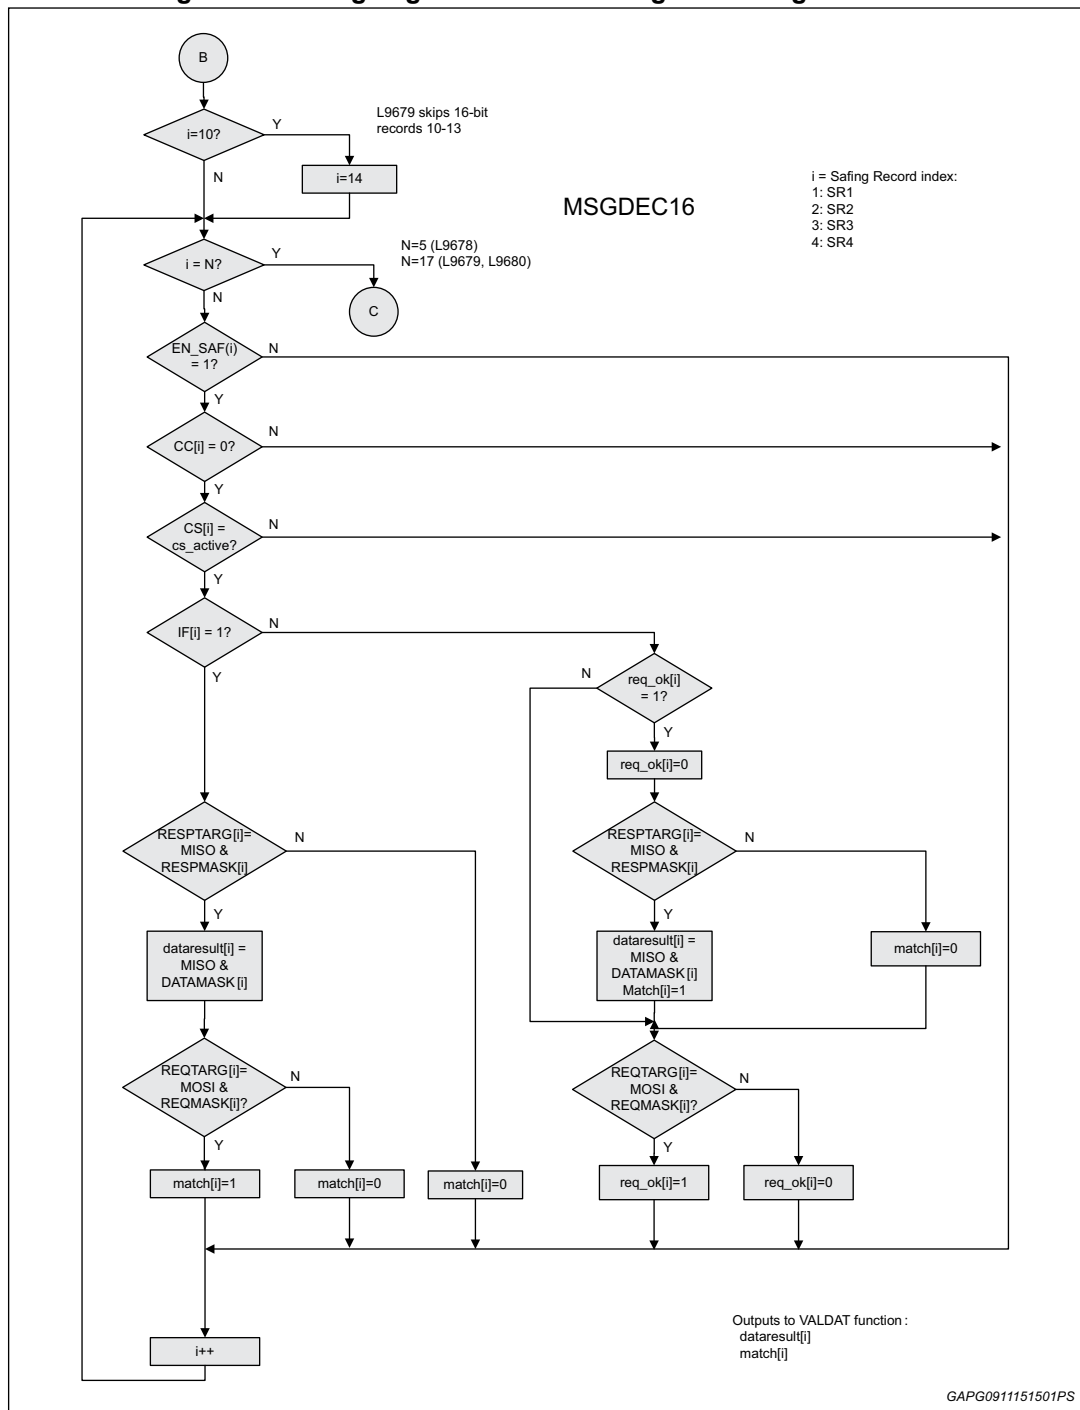 B
i=10?
Y
L9679 skips 16-bit
records 10-13
N
i=14
MSGDEC16
i = Safing Record index:
1: SR1
2: SR2
3: SR3
4: SR4
i = N?
Y
N=5 (L9678)
N=17 (L9679, L9680)
N
C
EN_SAF(i)
= 1?
N
Y
CC[i] = 0?
N
Y
CS[i] =
cs_active?
N
Y
IF[i] = 1?
N
Y
req_ok[i]
= 1?
N
Y
req_ok[i]=0
RESPTARG[i]=
MISO &
RESPMASK[i]
N
Y
RESPTARG[i]=
MISO &
RESPMASK[i]
N
Y
dataresult[i] =
MISO &
DATAMASK[i]
dataresult[i] =
MISO &
DATAMASK[i]
Match[i]=1
match[i]=0
REQTARG[i]=
MOSI &
REQMASK[i]?
N
Y
REQTARG[i]=
MOSI &
REQMASK[i]?
N
Y
match[i]=1
match[i]=0
match[i]=0
req_ok[i]=1
req_ok[i]=0
i++
Outputs to VALDAT function :
dataresult[i]
match[i]
GAPG0911151501PS